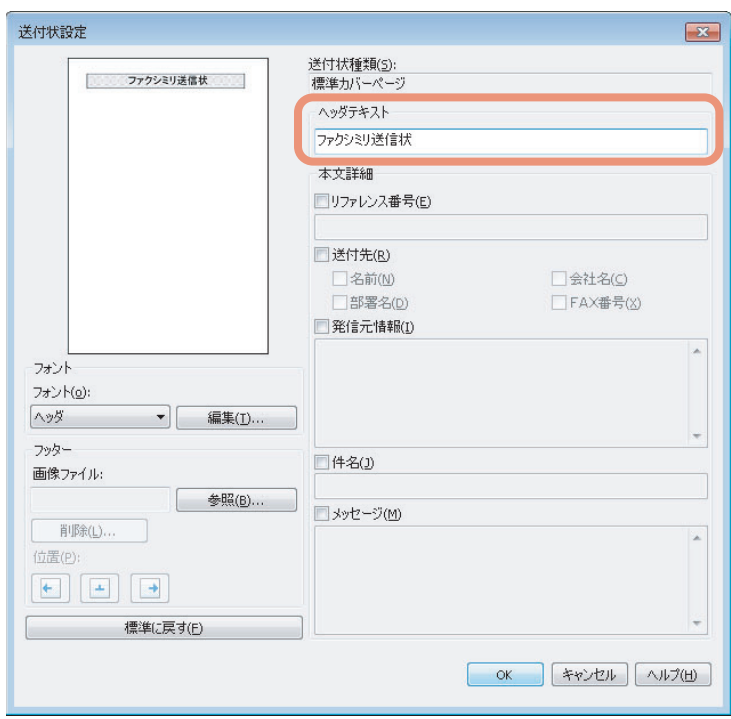 送付状設定
ファクシミリ送信状
送付状種類(S):
標準カバーページ
ヘッダテキスト
ファクシミリ送信状
本文詳細
リファレンス番号(E)
送付先(R)
名前(N)
会社名(C)
部署名(D)
FAX番号(X)
発信元情報(I)
フォント
フォント(O):
ヘッダ
編集(T)...
フッター
画像ファイル:
参照(B)...
削除(L)...
位置(P):
標準に戻す(F)
件名(J)
メッセージ(M)
OK
キャンセル
ヘルプ(H)